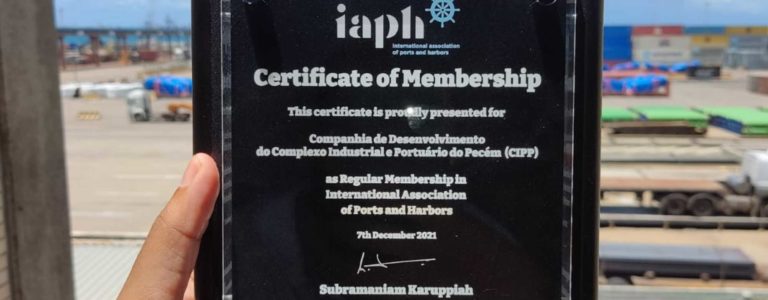 iaph
international association
of ports and harbors
Certificate of Membership
This certificate is proudly presented for
Companhia de Desenvolvimento
do Complexo Industrial e Portuário do Pecém (CIPP)
as Regular Membership in
International Association
of Ports and Harbors
7th December 2021
Subramaniam Karuppiah